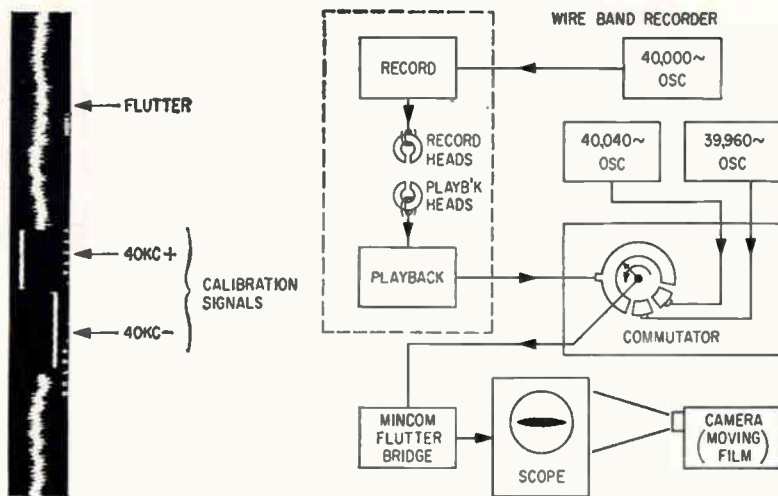 WIRE BAND RECORDER
FLUTTER
40KC+
CALIBRATION
SIGNALS
40KC-
RECORD
40,000~
OSC
RECORD
HEADS
PLAYB'K
HEADS
PLAYBACK
40,040~
OSC
39,960~
OSC
COMMUTATOR
MINCOM
FLUTTER
BRIDGE
SCOPE
CAMERA
(MOVING
FILM)